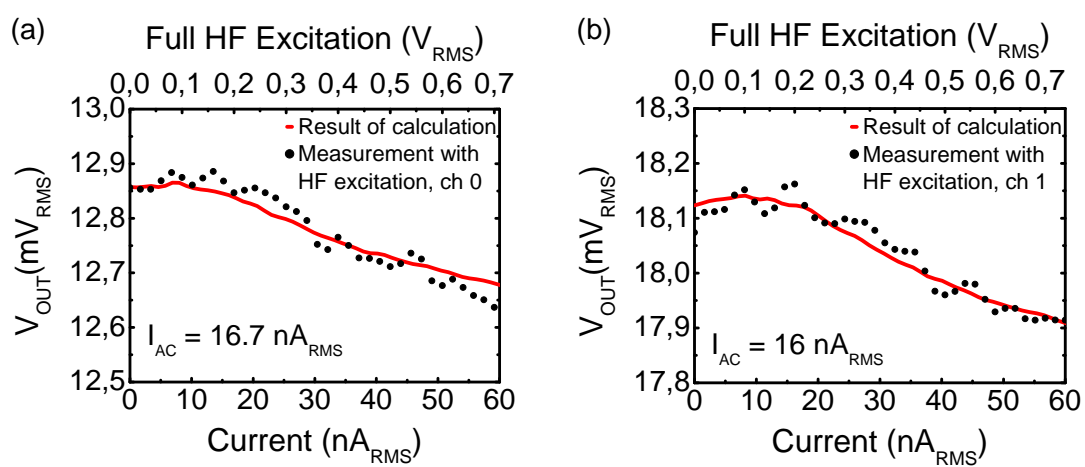 (a)
Full HF Excitation (V_RMS)
0,0 0,1 0,2 0,3 0,4 0,5 0,6 0,7
13,0
12,9
12,8
12,7
12,6
12,5
V_OUT(mV_RMS)
Result of calculation
Measurement with
HF excitation, ch 0
I_AC = 16.7 nA_RMS
0 10 20 30 40 50 60
Current (nA_RMS)
(b)
Full HF Excitation (V_RMS)
0,0 0,1 0,2 0,3 0,4 0,5 0,6 0,7
18,3
18,2
18,1
18,0
17,9
17,8
V_OUT(mV_RMS)
Result of calculation
Measurement with
HF excitation, ch 1
I_AC = 16 nA_RMS
0 10 20 30 40 50 60
Current (nA_RMS)